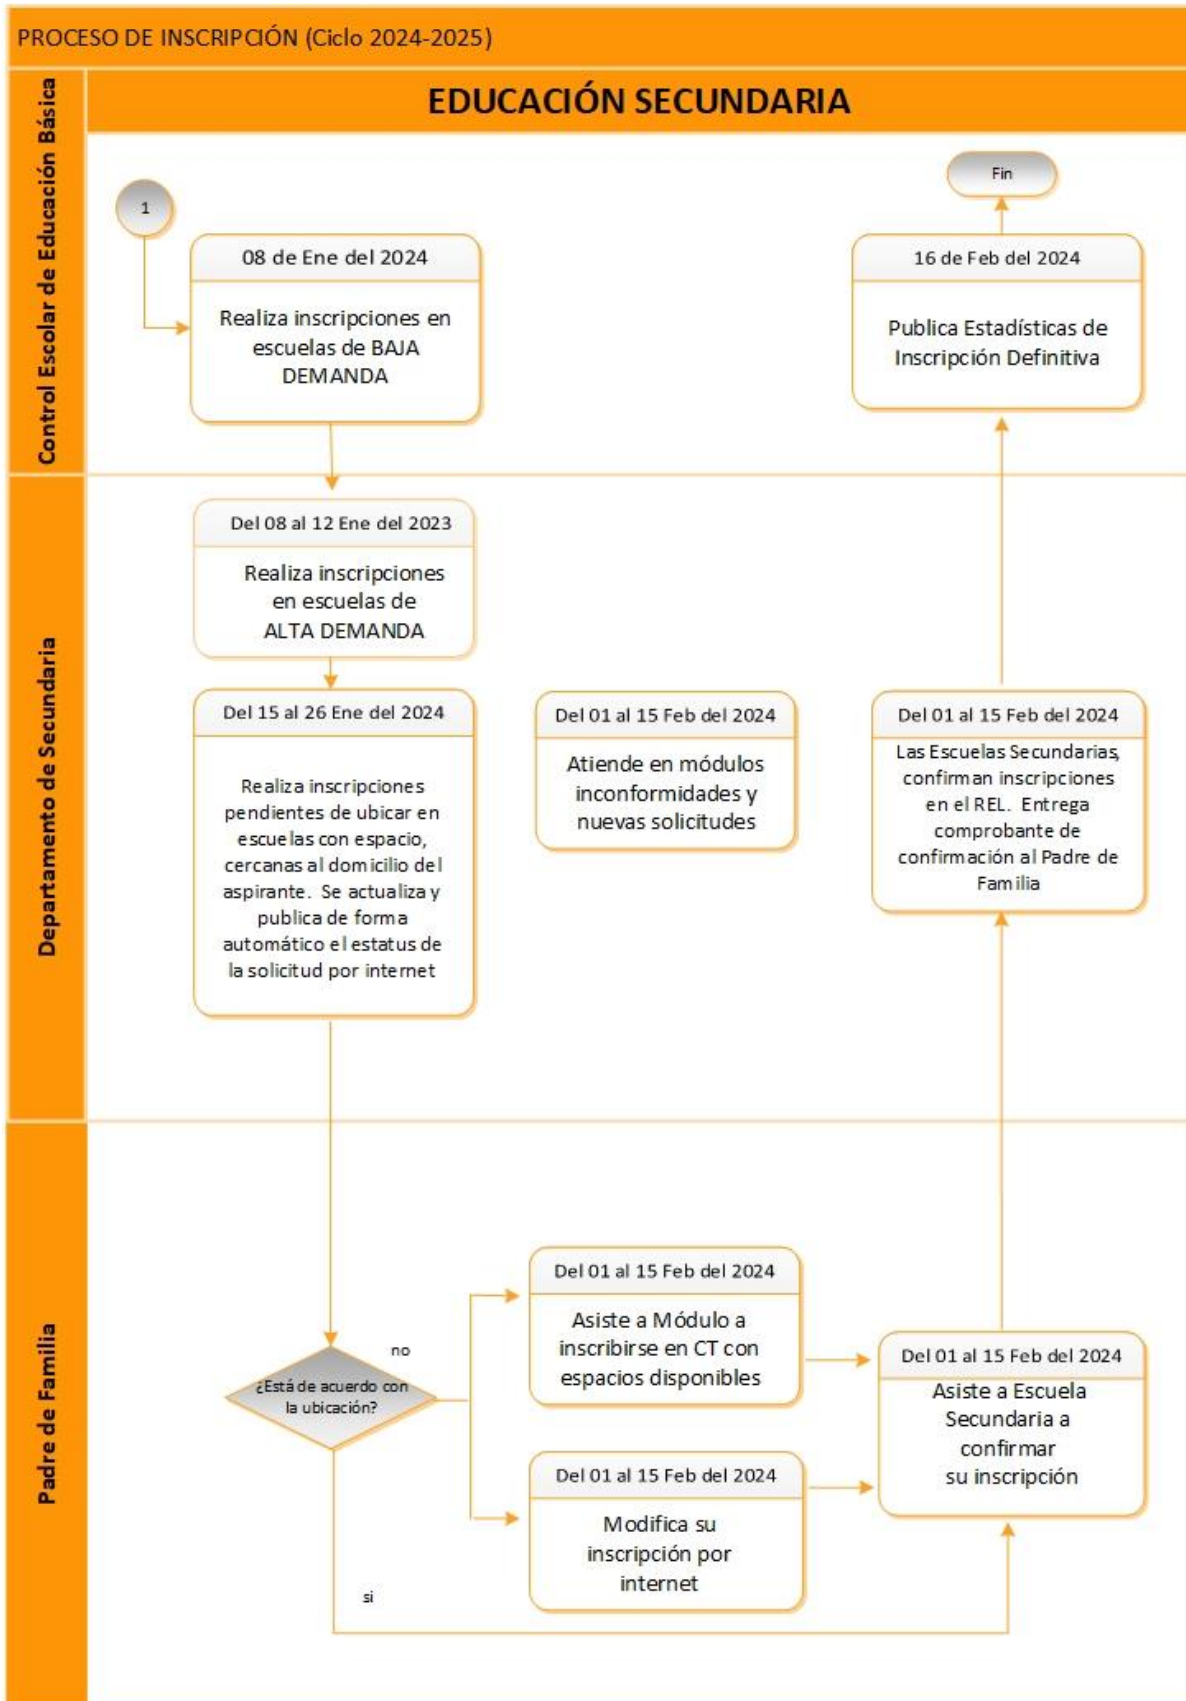 PROCESO DE INSCRIPCIÓN (Ciclo 2024-2025)
Control Escolar de Educación Básica
EDUCACIÓN SECUNDARIA
1
08 de Ene del 2024
Realiza inscripciones en
escuelas de BAJA
DEMANDA
Fin
16 de Feb del 2024
Publica Estadísticas de
Inscripción Definitiva
Departamento de Secundaria
Del 08 al 12 Ene del 2023
Realiza inscripciones
en escuelas de
ALTA DEMANDA
Del 15 al 26 Ene del 2024
Realiza inscripciones
pendientes de ubicar en
escuelas con espacio,
cercanas al domicilio del
aspirante. Se actualiza y
publica de forma
automático el estatus de
la solicitud por internet
Del 01 al 15 Feb del 2024
Atiende en módulos
inconformidades y
nuevas solicitudes
Del 01 al 15 Feb del 2024
Las Escuelas Secundarias,
confirman inscripciones
en el REL. Entrega
comprobante de
confirmación al Padre de
Familia
Padre de Familia
¿Está de acuerdo con
la ubicación?
no
si
Del 01 al 15 Feb del 2024
Asiste a Módulo a
inscribirse en CT con
espacios disponibles
Del 01 al 15 Feb del 2024
Modifica su
inscripción por
internet
Del 01 al 15 Feb del 2024
Asiste a Escuela
Secundaria a
confirmar
su inscripción